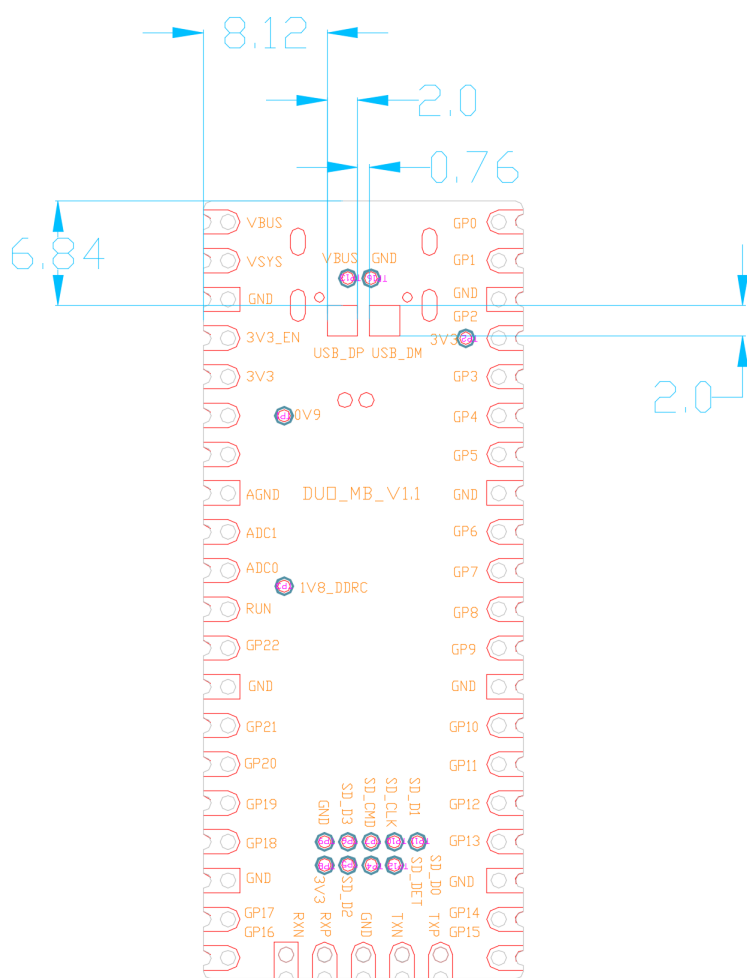 8.12
2.0
0.76
6.84
VBUS
GP0
VSYS
VBUS GND
GP1
GND
GND
GP2
3V3_EN
3V3
TP2
USB_DP USB_DM
2.0
3V3
GP3
0V9
GP4
GP5
AGND
DUO_MB_V1.1
GND
ADC1
GP6
ADC0
GP7
1V8_DDRC
RUN
GP8
GP22
GP9
GND
GND
GP21
GP10
GP20
GP11
GP19
GP12
GND
SD_D3
SD_CMD
SD_CLK
SD_D1
GP18
GP13
GND
GND
3V3
SD_D2
SD_DET
SD_D0
GP17
GP14
GP16
GP15
RXN
RXP
GND
TXN
TXP